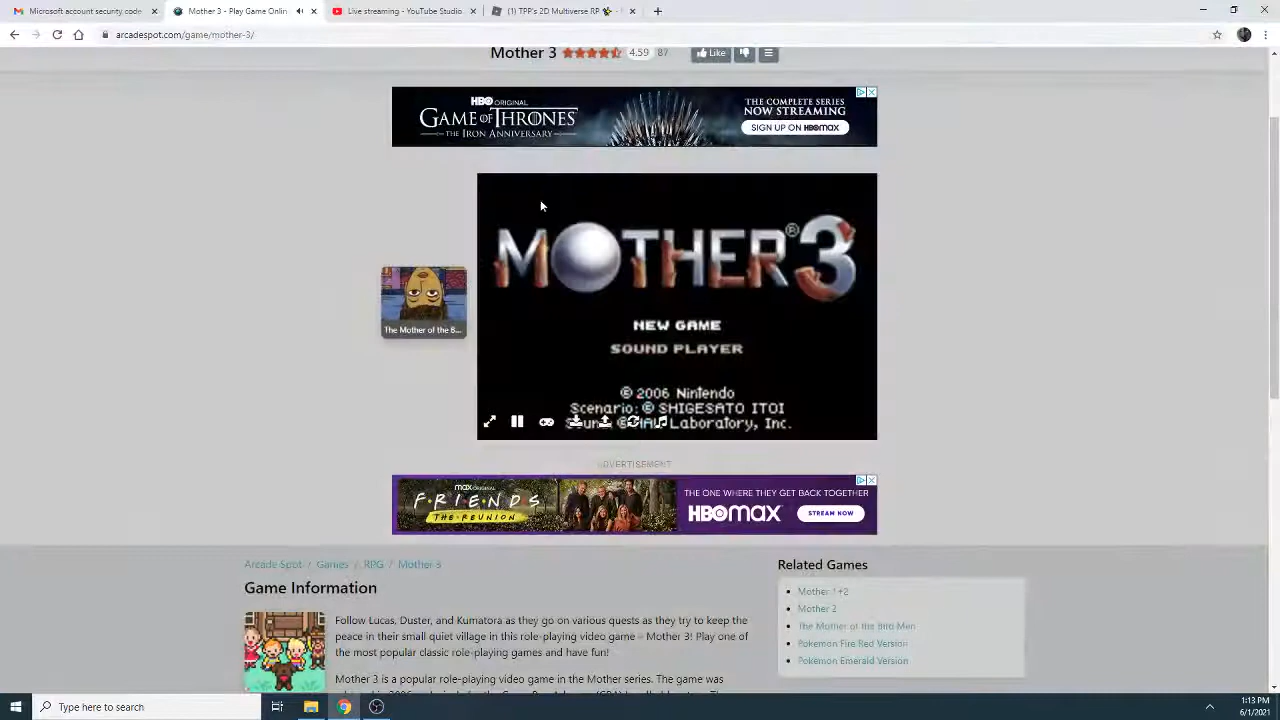 Microsoft account security code
Mother 3 - Play Game Onlin
Live streaming - YouTube Studio
(1) TPP's 2D Multiverse RP
arcadespot.com/game/mother-3/
Mother 3 4.59 87 Like
HBO ORIGINAL
GAME OF THRONES
THE IRON ANNIVERSARY
THE COMPLETE SERIES
NOW STREAMING
SIGN UP ON HBOMAX
MOTHER®3
The Mother of the B...
NEW GAME
SOUND PLAYER
© 2006 Nintendo
Scenario: © SHIGESATO ITOI
Sound: © HAL Laboratory, Inc.
ADVERTISEMENT
max ORIGINAL
F·R·I·E·N·D·S
THE·REUNION
THE ONE WHERE THEY GET BACK TOGETHER
HBOmax
STREAM NOW
Arcade Spot / Games / RPG / Mother 3
Game Information
Follow Lucas, Duster, and Kumatora as they go on various quests as they try to keep the
peace in their small quiet village in this role-playing video game – Mother 3! Play one of
the most popular classic role-playing games and have fun!
Mother 3 is a popular role-playing video game in the Mother series. The game was
Related Games
Mother 1+2
Mother 2
The Mother of the Bird Men
Pokemon Fire Red Version
Pokemon Emerald Version
Type here to search
1:13 PM
6/1/2021